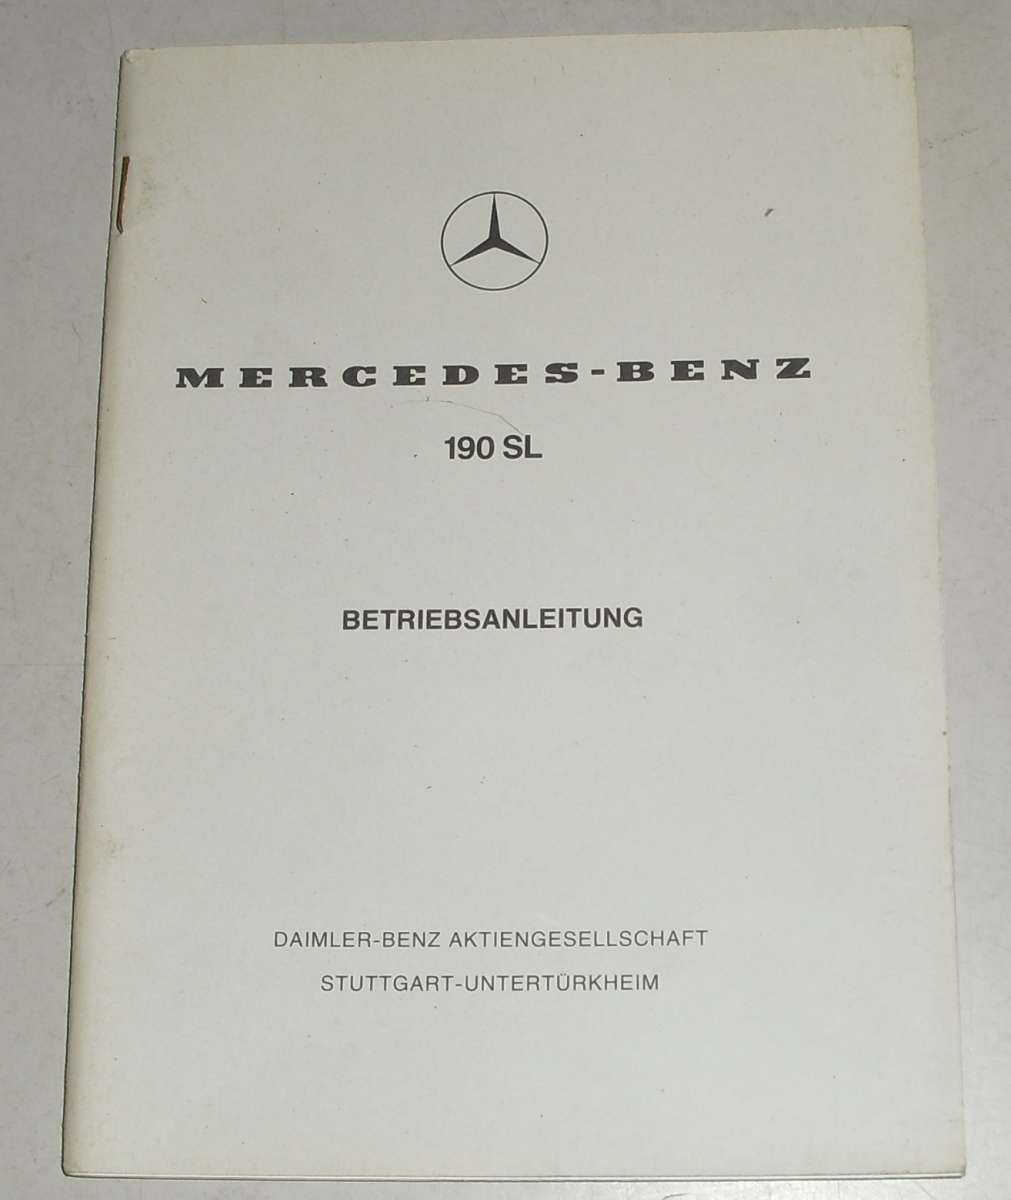 MERCEDES-BENZ
190 SL
BETRIEBSANLEITUNG
DAIMLER-BENZ AKTIENGESELLSCHAFT
STUTTGART-UNTERTÜRKHEIM